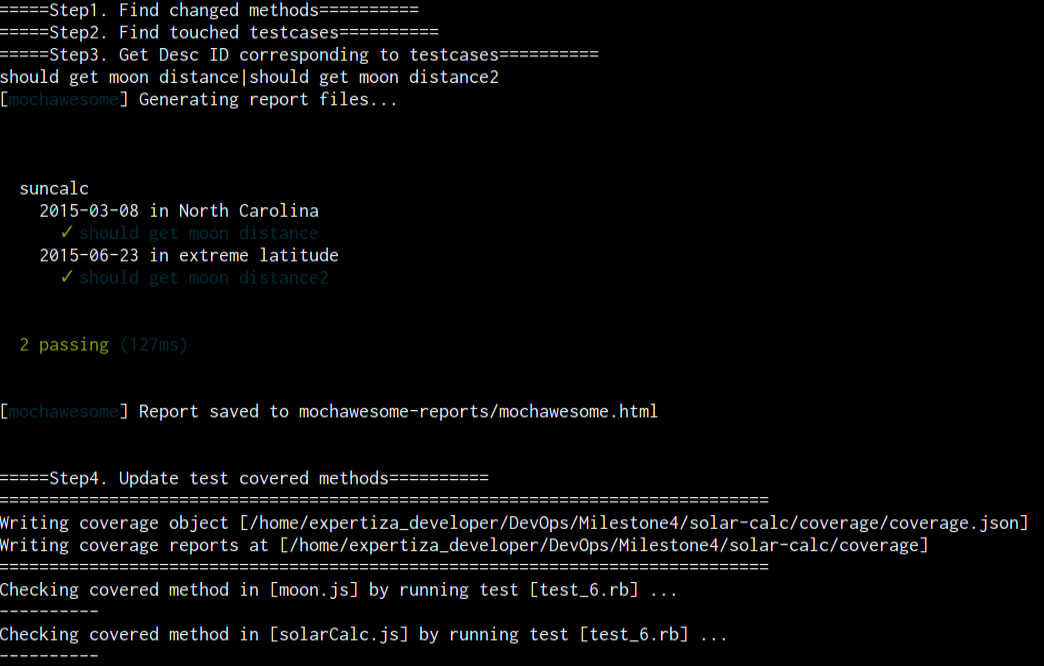 =====Step1. Find changed methods==========
=====Step2. Find touched testcases==========
=====Step3. Get Desc ID corresponding to testcases==========
should get moon distance|should get moon distance2
[mochawesome] Generating report files...
suncalc
2015-03-08 in North Carolina
✓ should get moon distance
2015-06-23 in extreme latitude
✓ should get moon distance2
2 passing (127ms)
[mochawesome] Report saved to mochawesome-reports/mochawesome.html
=====Step4. Update test covered methods==========
=============================================================================
Writing coverage object [/home/expertiza_developer/DevOps/Milestone4/solar-calc/coverage/coverage.json]
Writing coverage reports at [/home/expertiza_developer/DevOps/Milestone4/solar-calc/coverage]
=============================================================================
Checking covered method in [moon.js] by running test [test_6.rb] ...
----------
Checking covered method in [solarCalc.js] by running test [test_6.rb] ...
----------